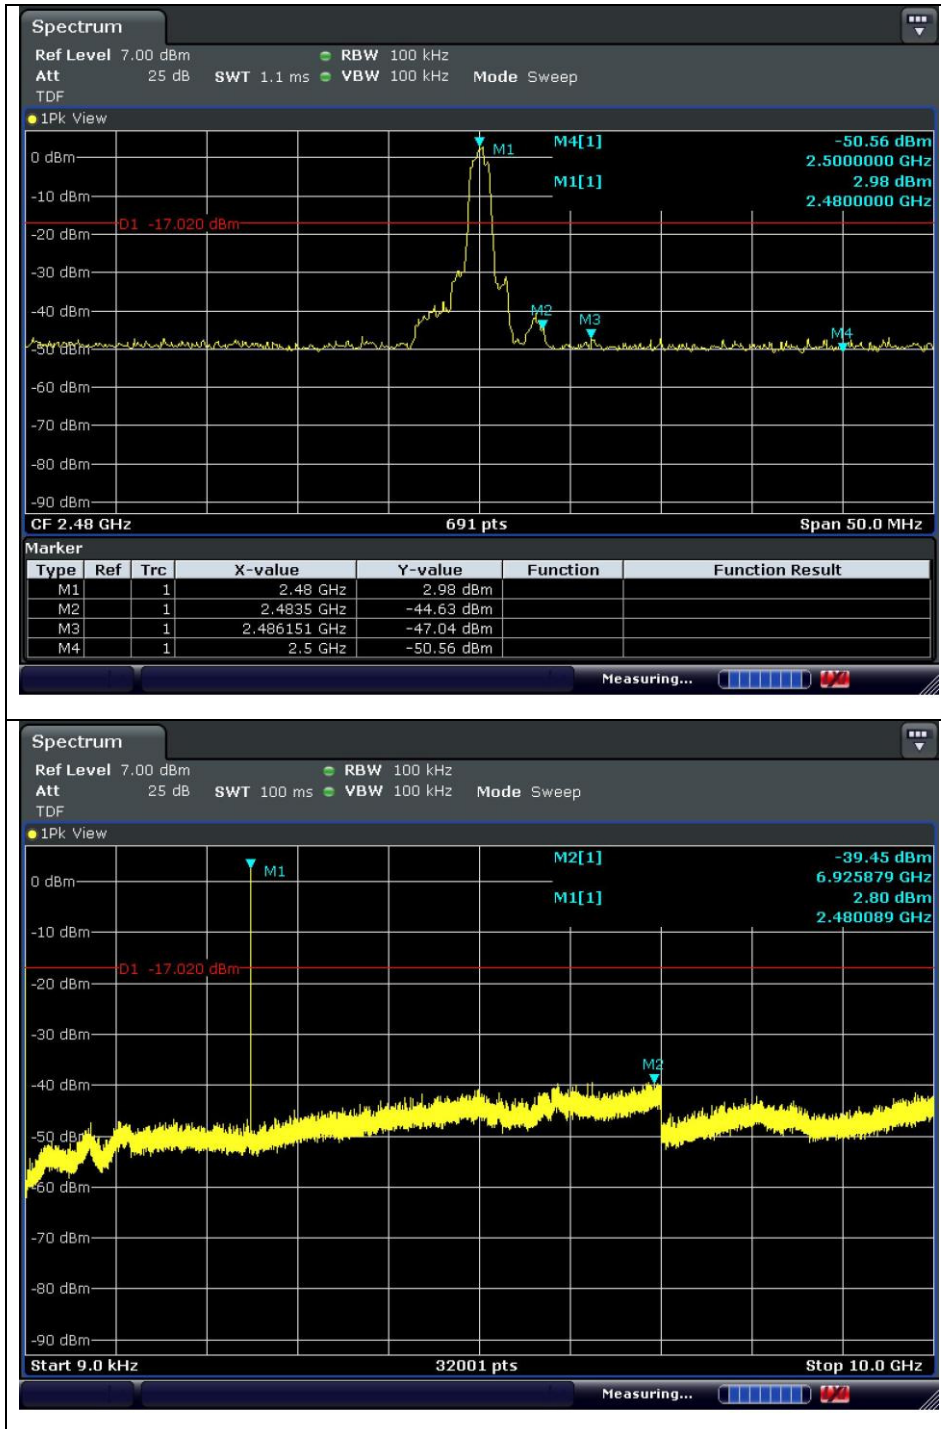 Spectrum
Ref Level 7.00 dBm RBW 100 kHz
Att 25 dB SWT 1.1 ms VBW 100 kHz Mode Sweep
TDF
1Pk View
M4[1] -50.56 dBm
2.5000000 GHz
M1[1] 2.98 dBm
2.4800000 GHz
M1
0 dBm
-10 dBm
D1 -17.020 dBm
-20 dBm
-30 dBm
-40 dBm
M2
M3
M4
-50 dBm
-60 dBm
-70 dBm
-80 dBm
-90 dBm
CF 2.48 GHz 691 pts Span 50.0 MHz
Marker
Type Ref Trc X-value Y-value Function Function Result
M1 1 2.48 GHz 2.98 dBm
M2 1 2.4835 GHz -44.63 dBm
M3 1 2.486151 GHz -47.04 dBm
M4 1 2.5 GHz -50.56 dBm
Measuring...
Spectrum
Ref Level 7.00 dBm RBW 100 kHz
Att 25 dB SWT 100 ms VBW 100 kHz Mode Sweep
TDF
1Pk View
M2[1] -39.45 dBm
6.925879 GHz
M1[1] 2.80 dBm
2.480089 GHz
M1
0 dBm
-10 dBm
D1 -17.020 dBm
-20 dBm
-30 dBm
M2
-40 dBm
-50 dBm
-60 dBm
-70 dBm
-80 dBm
-90 dBm
Start 9.0 kHz 32001 pts Stop 10.0 GHz
Measuring...